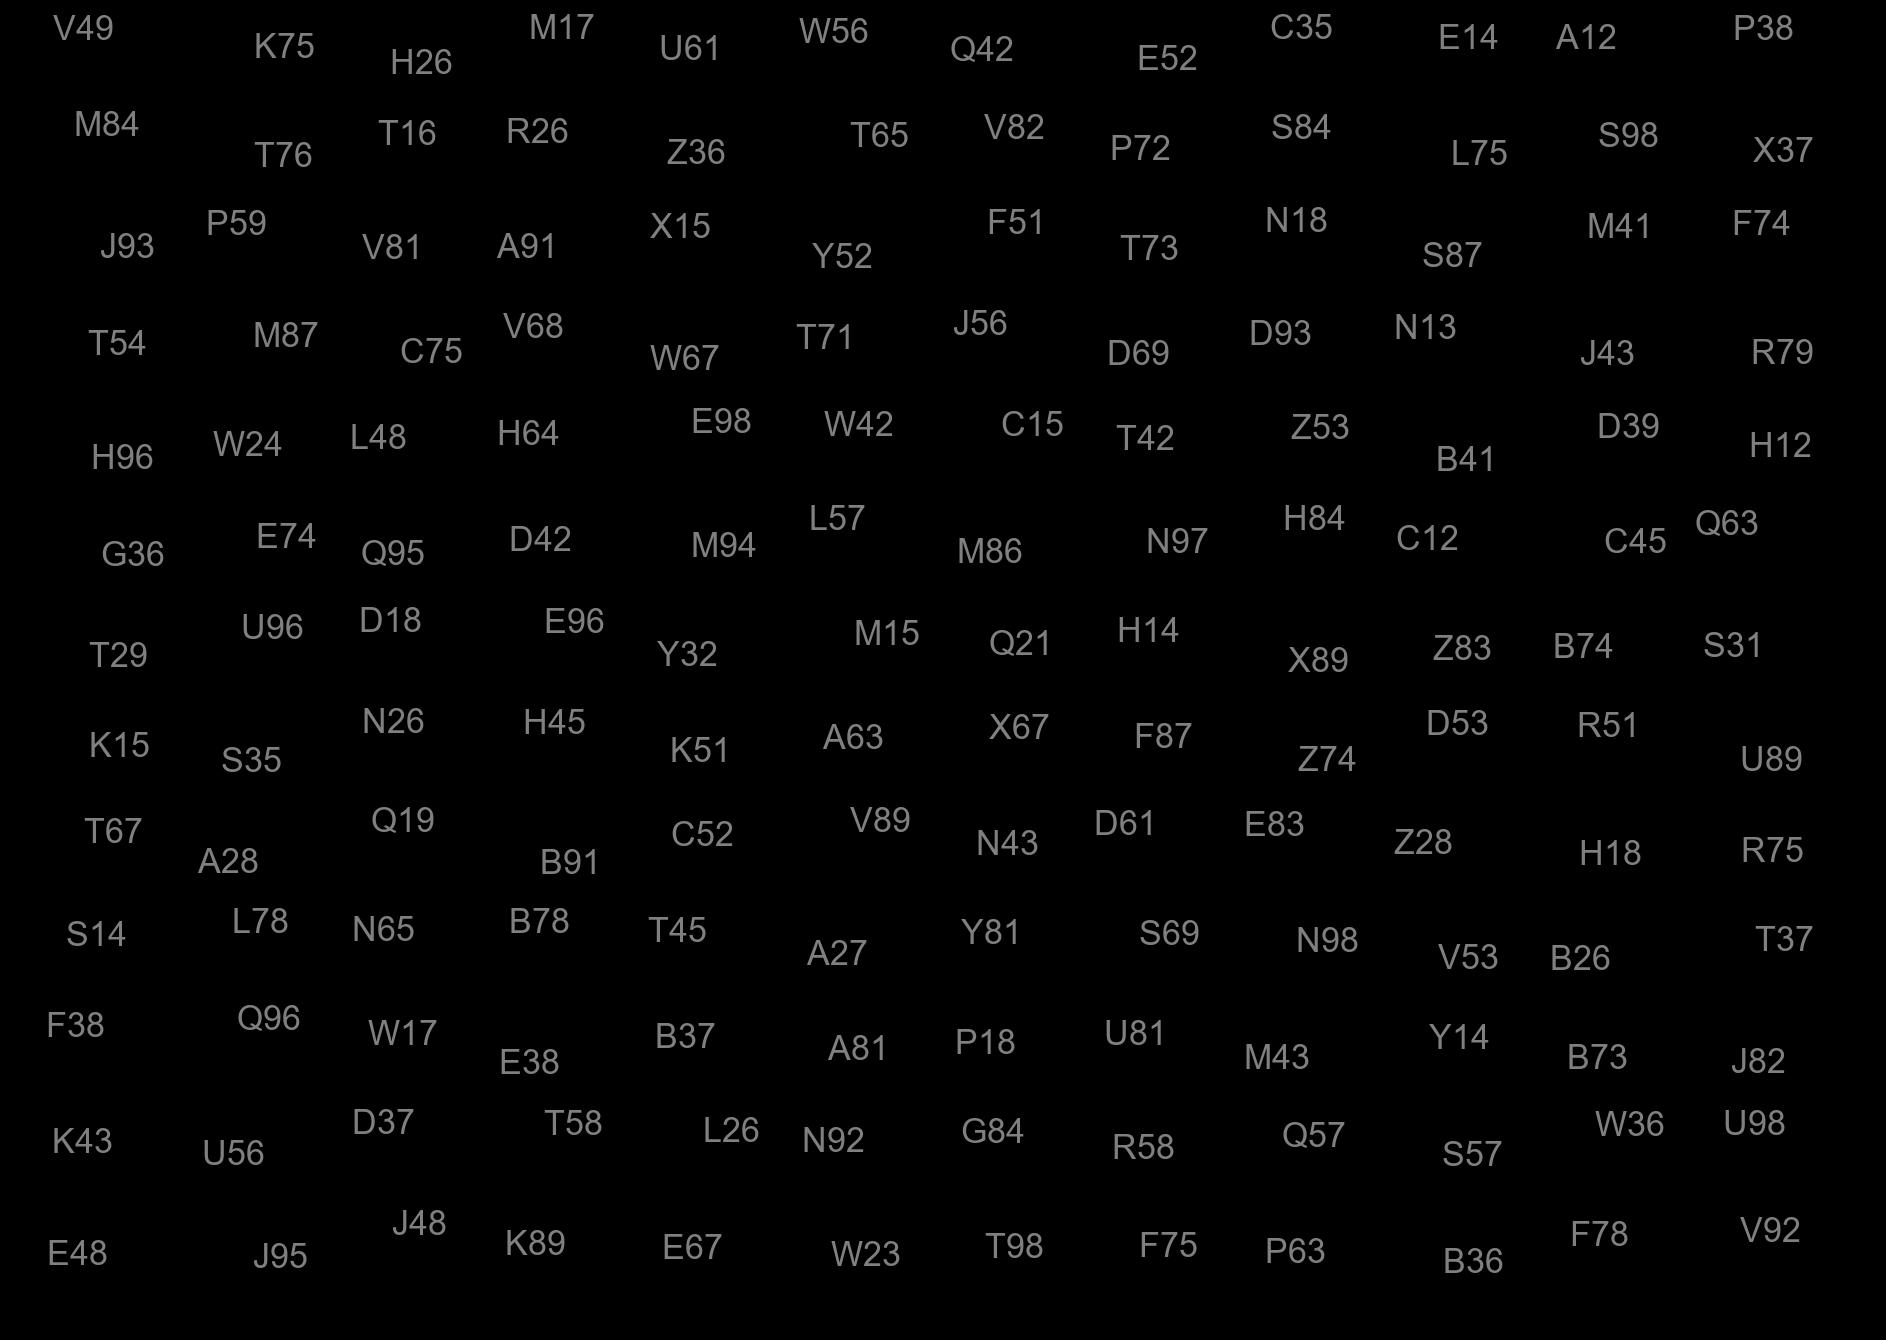 V49 K75 H26 M17 U61 W56 Q42 E52 C35 E14 A12 P38
M84 T76 T16 R26 Z36 T65 V82 P72 S84 L75 S98 X37
J93 P59 V81 A91 X15 Y52 F51 T73 N18 S87 M41 F74
T54 M87 C75 V68 W67 T71 J56 D69 D93 N13 J43 R79
H96 W24 L48 H64 E98 W42 C15 T42 Z53 B41 D39 H12
G36 E74 Q95 D42 M94 L57 M86 N97 H84 C12 C45 Q63
T29 U96 D18 E96 Y32 M15 Q21 H14 X89 Z83 B74 S31
K15 S35 N26 H45 K51 A63 X67 F87 Z74 D53 R51 U89
T67 A28 Q19 B91 C52 V89 N43 D61 E83 Z28 H18 R75
S14 L78 N65 B78 T45 A27 Y81 S69 N98 V53 B26 T37
F38 Q96 W17 E38 B37 A81 P18 U81 M43 Y14 B73 J82
K43 U56 D37 T58 L26 N92 G84 R58 Q57 S57 W36 U98
E48 J95 J48 K89 E67 W23 T98 F75 P63 B36 F78 V92